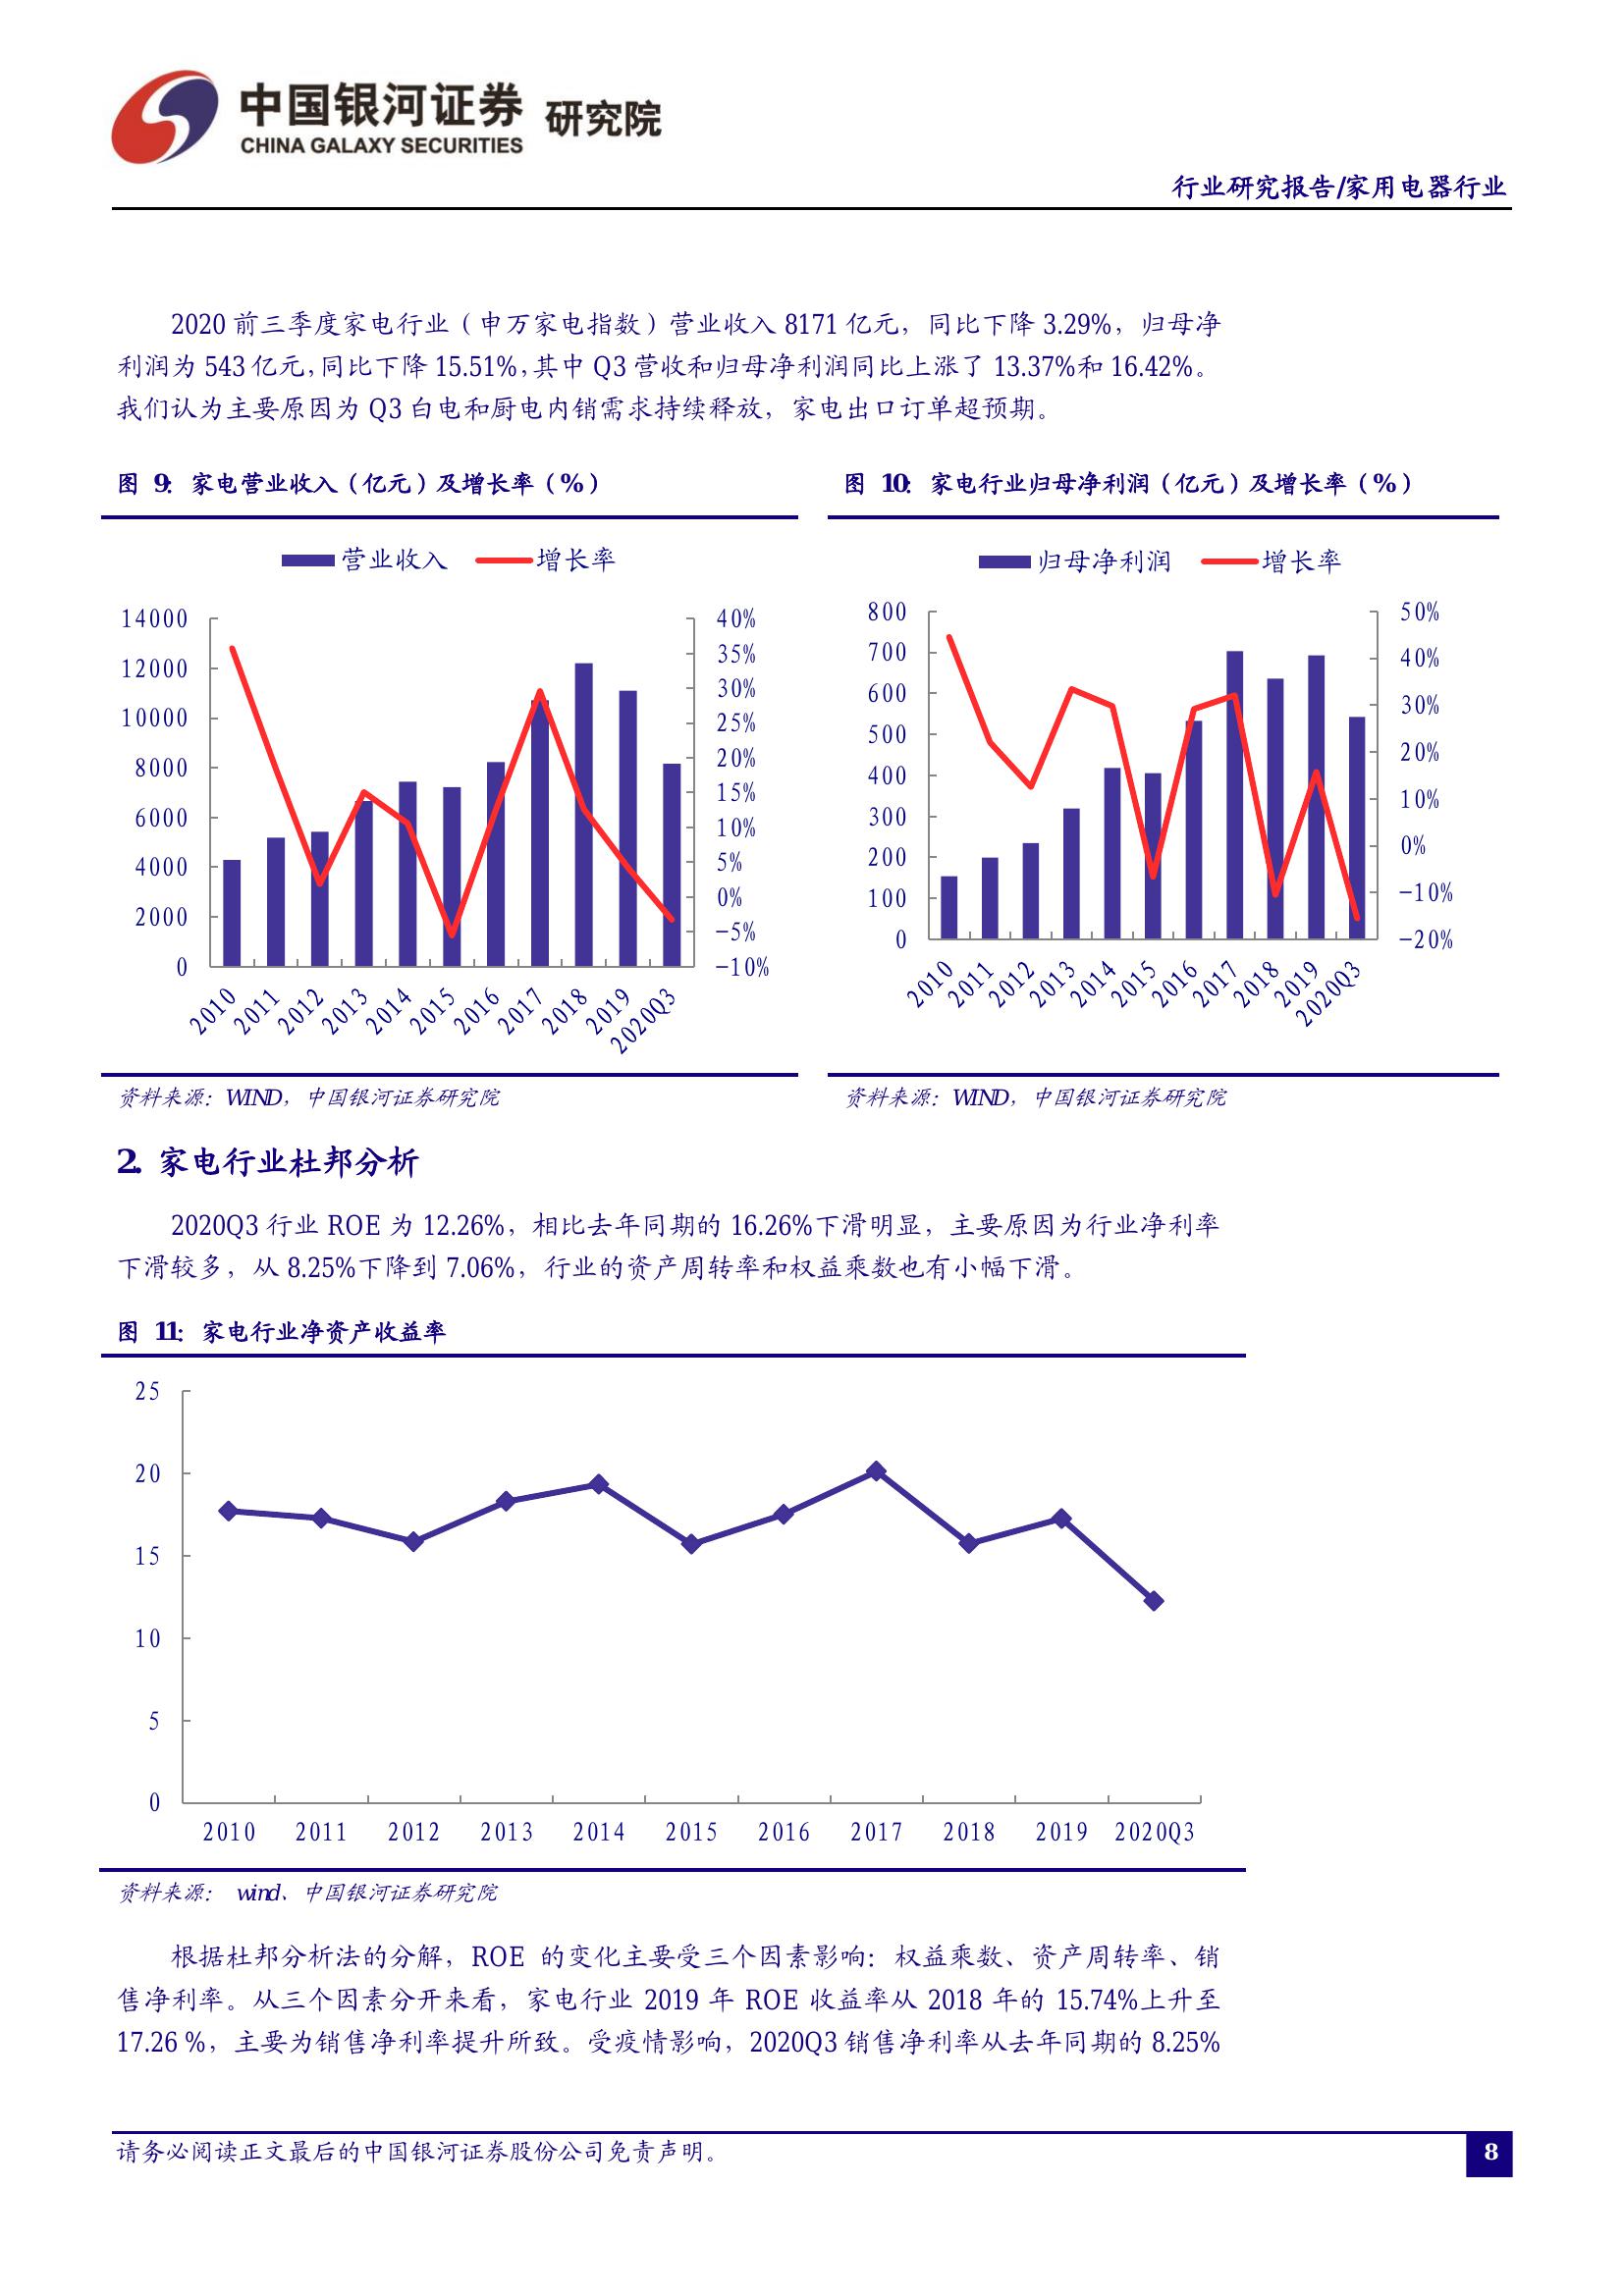 中国银河证券 研究院
CHINA GALAXY SECURITIES
行业研究报告/家用电器行业
2020 前三季度家电行业（申万家电指数）营业收入 8171 亿元，同比下降 3.29%，归母净
利润为 543 亿元，同比下降 15.51%，其中 Q3 营收和归母净利润同比上涨了 13.37%和 16.42%。
我们认为主要原因为 Q3 白电和厨电内销需求持续释放，家电出口订单超预期。
图 9： 家电营业收入（亿元）及增长率（%）
营业收入 增长率
14000
12000
10000
8000
6000
4000
2000
0
40%
35%
30%
25%
20%
15%
10%
5%
0%
-5%
-10%
2010 2011 2012 2013 2014 2015 2016 2017 2018 2019 2020Q3
资料来源：WIND，中国银河证券研究院
图 10： 家电行业归母净利润（亿元）及增长率（%）
归母净利润 增长率
800
700
600
500
400
300
200
100
0
50%
40%
30%
20%
10%
0%
-10%
-20%
2010 2011 2012 2013 2014 2015 2016 2017 2018 2019 2020Q3
资料来源：WIND，中国银河证券研究院
2. 家电行业杜邦分析
2020Q3 行业 ROE 为 12.26%，相比去年同期的 16.26%下滑明显，主要原因为行业净利率
下滑较多，从 8.25%下降到 7.06%，行业的资产周转率和权益乘数也有小幅下滑。
图 11： 家电行业净资产收益率
25
20
15
10
5
0
2010 2011 2012 2013 2014 2015 2016 2017 2018 2019 2020Q3
资料来源： wind、中国银河证券研究院
根据杜邦分析法的分解，ROE 的变化主要受三个因素影响：权益乘数、资产周转率、销
售净利率。从三个因素分开来看，家电行业 2019 年 ROE 收益率从 2018 年的 15.74%上升至
17.26 %，主要为销售净利率提升所致。受疫情影响，2020Q3 销售净利率从去年同期的 8.25%
请务必阅读正文最后的中国银河证券股份公司免责声明。
8